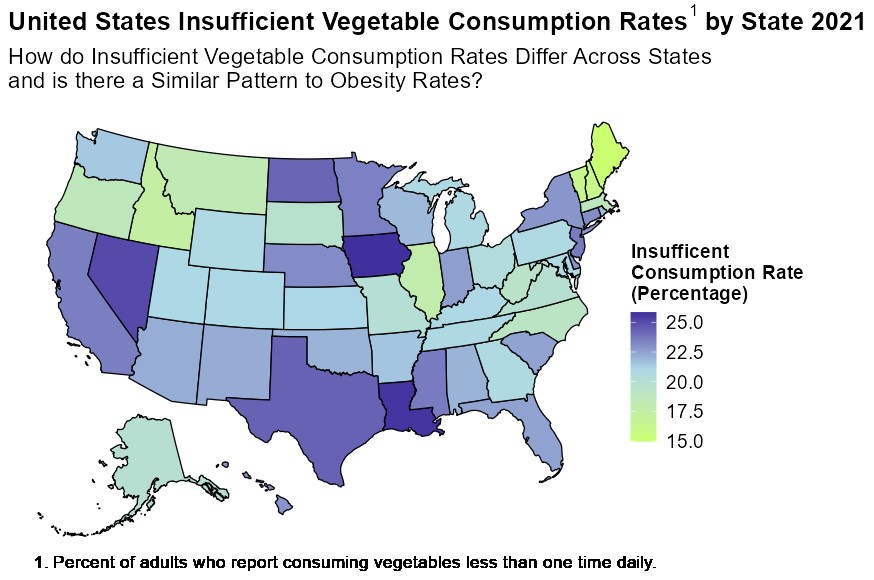 United States Insufficient Vegetable Consumption Rates¹ by State 2021
How do Insufficient Vegetable Consumption Rates Differ Across States
and is there a Similar Pattern to Obesity Rates?
Insufficent
Consumption Rate
(Percentage)
25.0
22.5
20.0
17.5
15.0
1. Percent of adults who report consuming vegetables less than one time daily.